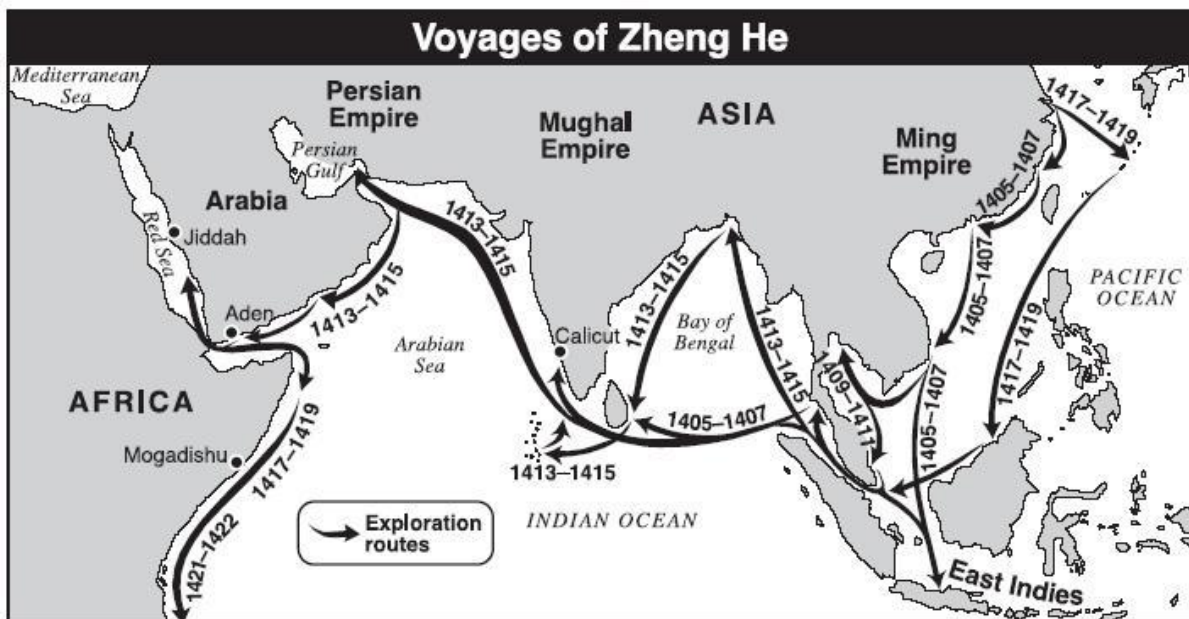 Voyages of Zheng He
Mediterranean
Sea
Persian
Empire
Persian
Gulf
Mughal
Empire
ASIA
Ming
Empire
1417–1419
1405–1407
Arabia
Red Sea
Jiddah
1413–1415
1413–1415
1405–1407
PACIFIC
OCEAN
Aden
1413–1415
Arabian
Sea
Calicut
Bay of
Bengal
1413–1415
1409–1411
1405–1407
1417–1419
AFRICA
Mogadishu
1417–1419
1421–1422
1405–1407
1413–1415
Exploration
routes
INDIAN OCEAN
East Indies